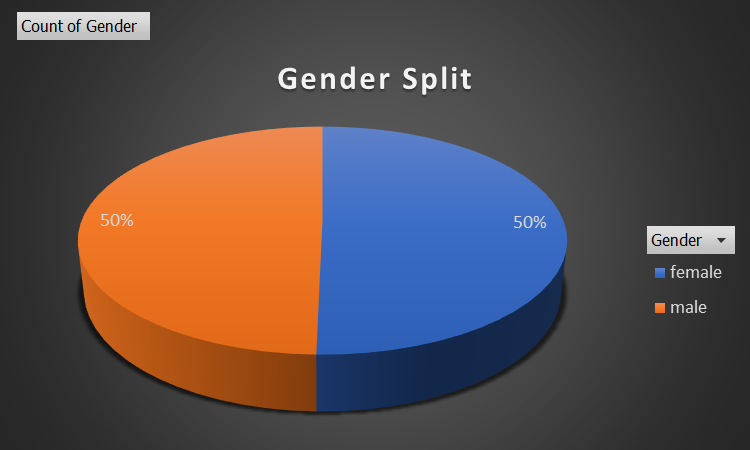 Count of Gender
Gender Split
50%
50%
Gender
female
male